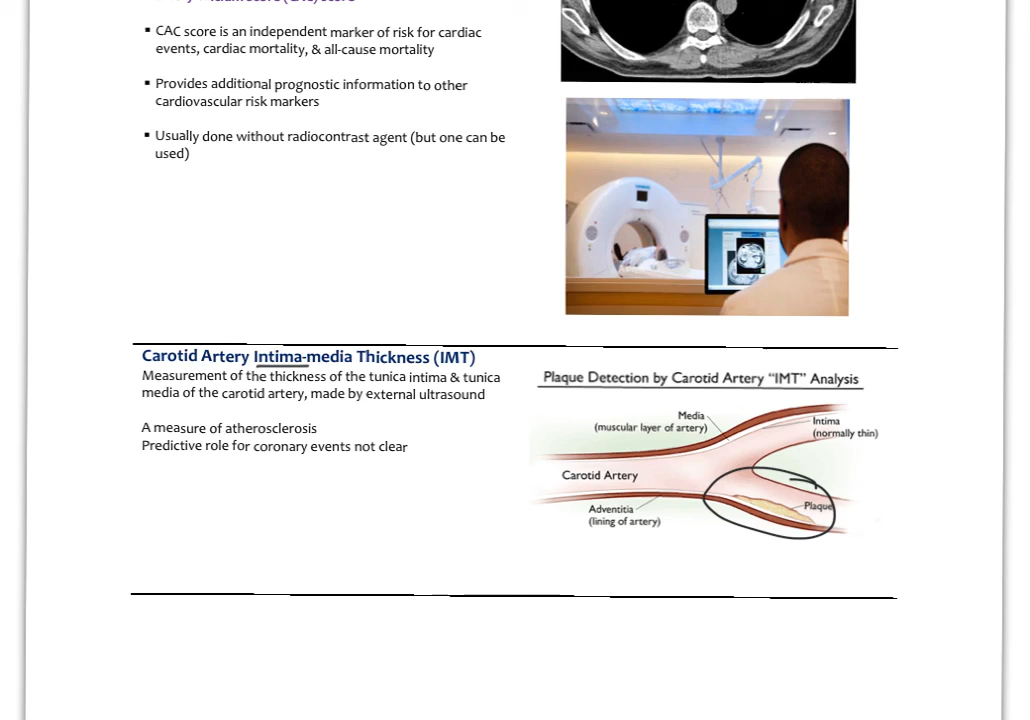 ▪ CAC score is an independent marker of risk for cardiac
events, cardiac mortality, & all-cause mortality
▪ Provides additional prognostic information to other
cardiovascular risk markers
▪ Usually done without radiocontrast agent (but one can be
used)
Carotid Artery Intima-media Thickness (IMT)
Measurement of the thickness of the tunica intima & tunica
media of the carotid artery, made by external ultrasound
A measure of atherosclerosis
Predictive role for coronary events not clear
Plaque Detection by Carotid Artery “IMT” Analysis
Media
(muscular layer of artery)
Intima
(normally thin)
Carotid Artery
Plaque
Adventitia
(lining of artery)